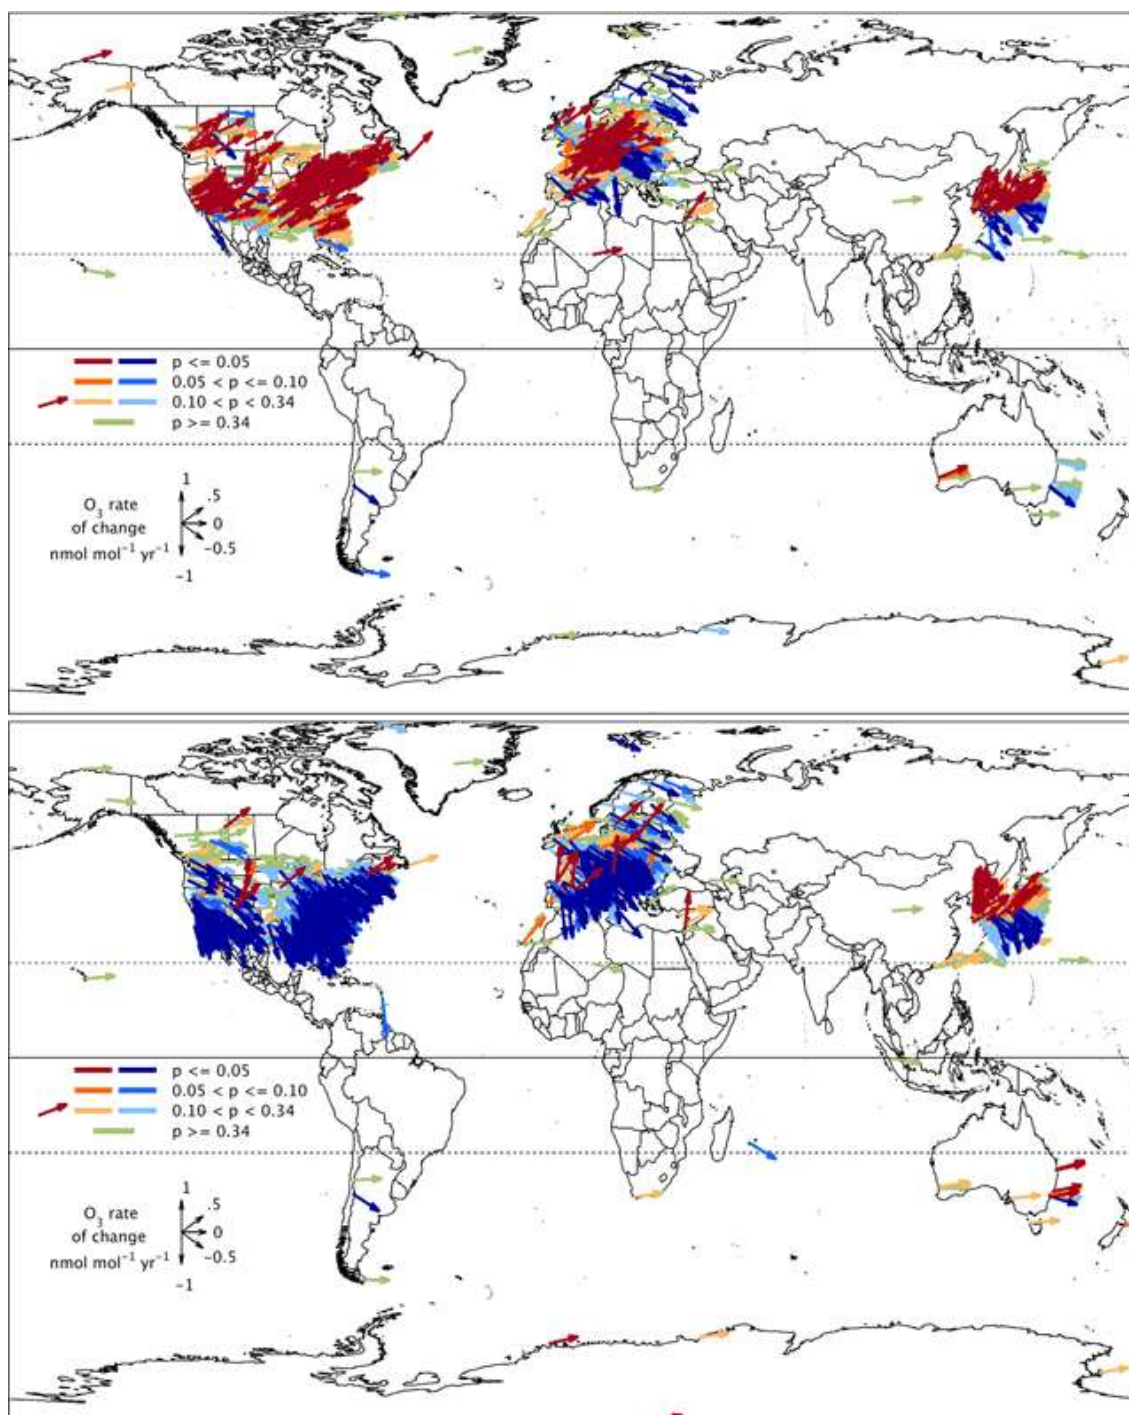 p <= 0.05
0.05 < p <= 0.10
0.10 < p < 0.34
p >= 0.34
1
.5
0
-0.5
-1
O3 rate
of change
nmol mol−1 yr−1
p <= 0.05
0.05 < p <= 0.10
0.10 < p < 0.34
p >= 0.34
1
.5
0
-0.5
-1
O3 rate
of change
nmol mol−1 yr−1